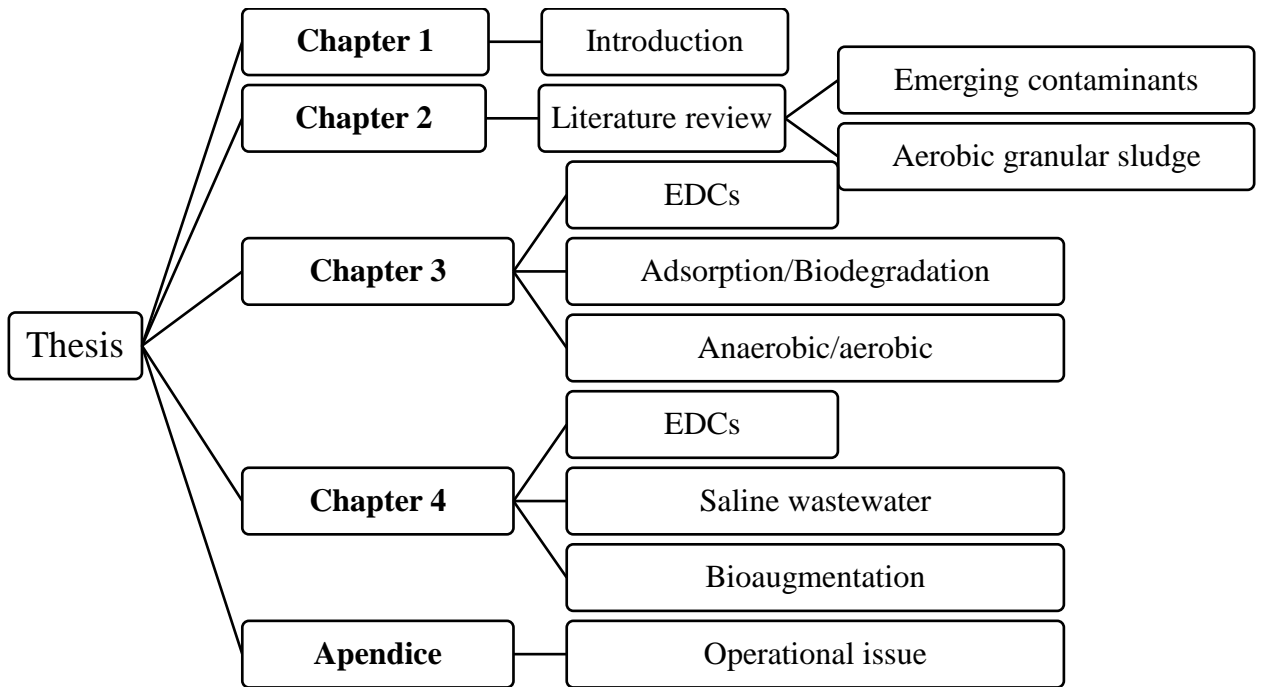 Thesis
Chapter 1
Introduction
Chapter 2
Literature review
Emerging contaminants
Aerobic granular sludge
Chapter 3
EDCs
Adsorption/Biodegradation
Anaerobic/aerobic
Chapter 4
EDCs
Saline wastewater
Bioaugmentation
Apendice
Operational issue